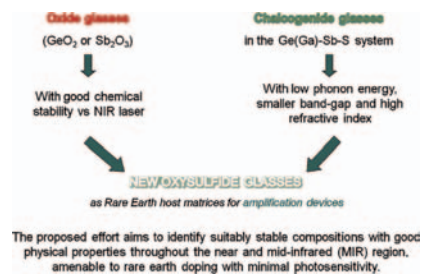 Oxide glasses
Chalcogenide glasses
(GeO₂ or Sb₂O₃)
in the Ge(Ga)-Sb-S system
With good chemical
stability vs NIR laser
With low phonon energy,
smaller band-gap and high
refractive index
NEW OXYSULFIDE GLASSES
as Rare Earth host matrices for amplification devices
The proposed effort aims to identify suitably stable compositions with good
physical properties throughout the near and mid-infrared (MIR) region,
amenable to rare earth doping with minimal photosensitivity.